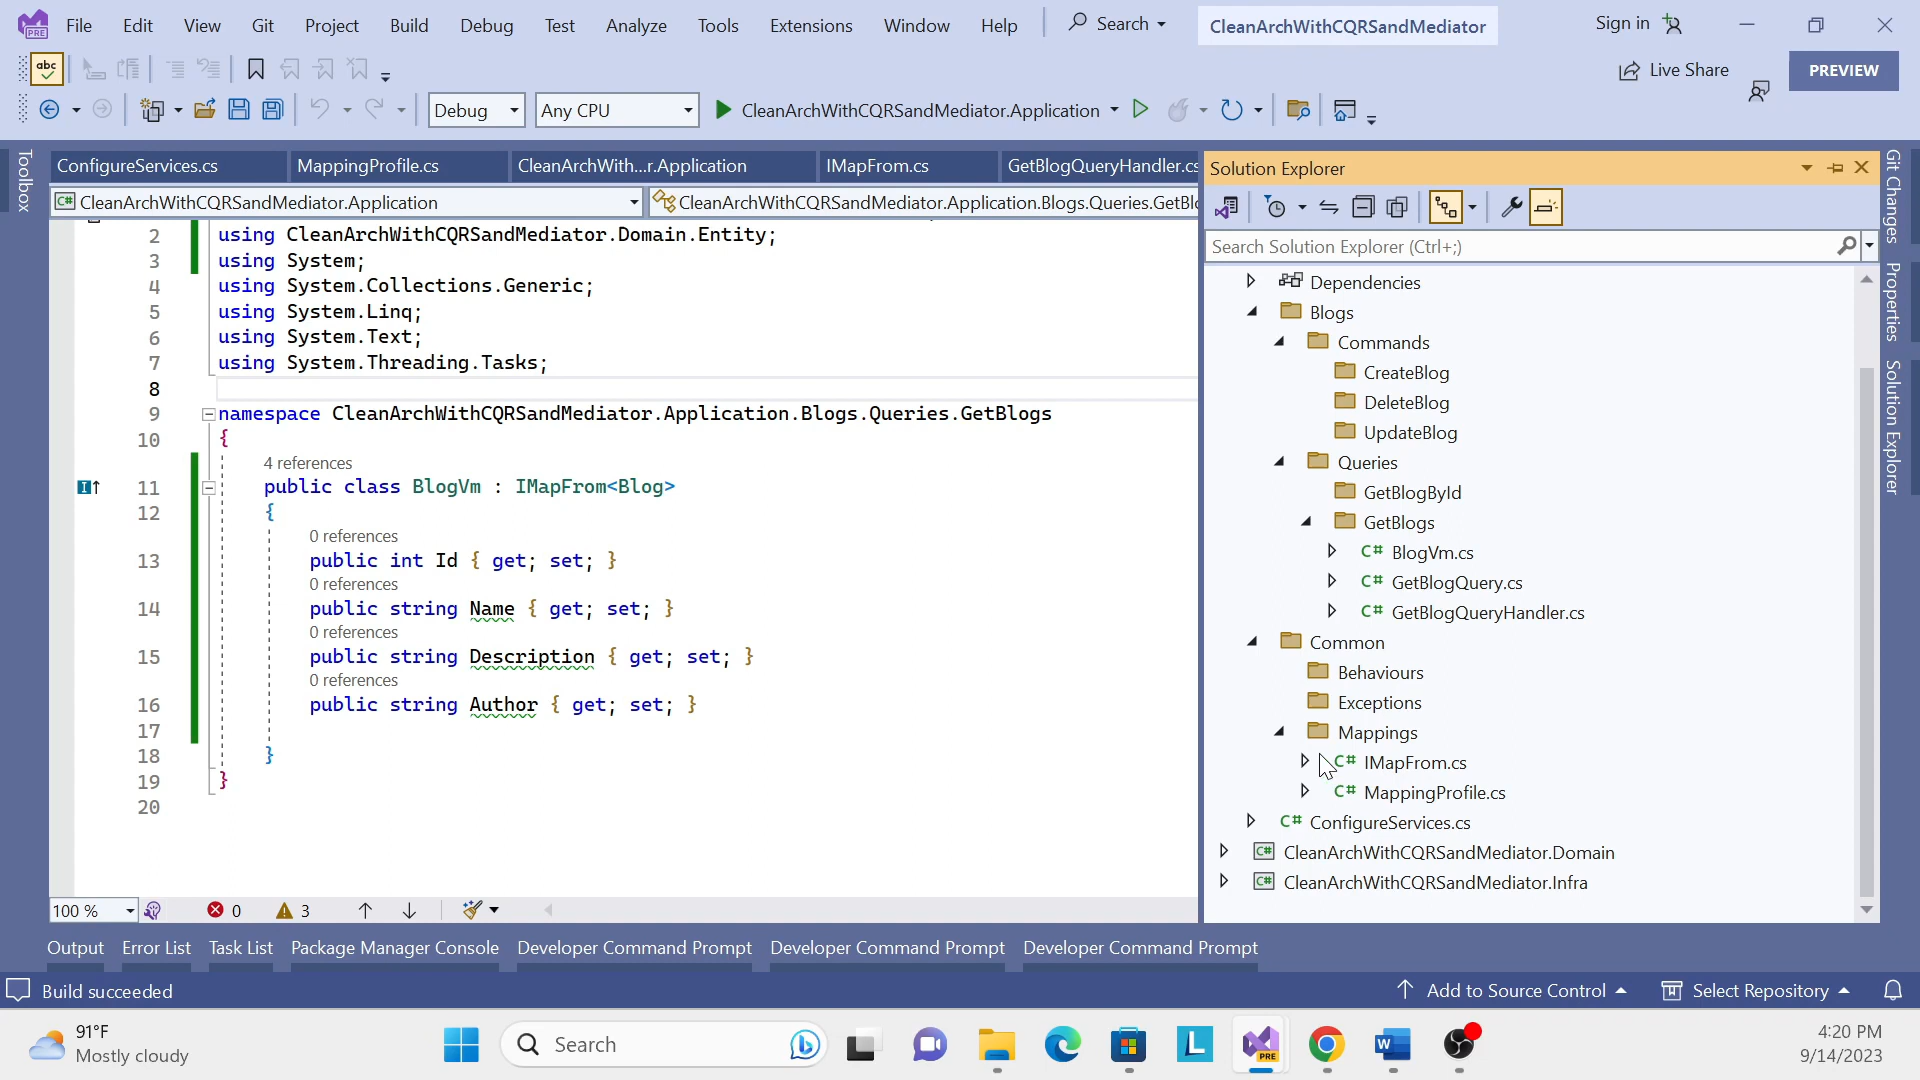 File Edit View Git Project Build Debug Test Analyze Tools Extensions Window Help Search CleanArchWithCQRSandMediator Sign in
PRE
abc
Live Share PREVIEW
Debug Any CPU CleanArchWithCQRSandMediator.Application
Toolbox
ConfigureServices.cs MappingProfile.cs CleanArchWith...r.Application IMapFrom.cs GetBlogQueryHandler.cs
C# CleanArchWithCQRSandMediator.Application CleanArchWithCQRSandMediator.Application.Blogs.Queries.GetBl
2 using CleanArchWithCQRSandMediator.Domain.Entity;
3 using System;
4 using System.Collections.Generic;
5 using System.Linq;
6 using System.Text;
7 using System.Threading.Tasks;
8
9 namespace CleanArchWithCQRSandMediator.Application.Blogs.Queries.GetBlogs
10 {
4 references
11 public class BlogVm : IMapFrom<Blog>
12 {
0 references
13 public int Id { get; set; }
0 references
14 public string Name { get; set; }
0 references
15 public string Description { get; set; }
0 references
16 public string Author { get; set; }
17
18 }
19 }
20
100 % 0 3
Solution Explorer
Search Solution Explorer (Ctrl+;)
Dependencies
Blogs
Commands
CreateBlog
DeleteBlog
UpdateBlog
Queries
GetBlogById
GetBlogs
C# BlogVm.cs
C# GetBlogQuery.cs
C# GetBlogQueryHandler.cs
Common
Behaviours
Exceptions
Mappings
C# IMapFrom.cs
C# MappingProfile.cs
C# ConfigureServices.cs
C# CleanArchWithCQRSandMediator.Domain
C# CleanArchWithCQRSandMediator.Infra
Git Changes
Properties
Solution Explorer
Output Error List Task List Package Manager Console Developer Command Prompt Developer Command Prompt Developer Command Prompt
Build succeeded Add to Source Control Select Repository
91°F
Mostly cloudy
Search
L
PRE
W
4:20 PM
9/14/2023